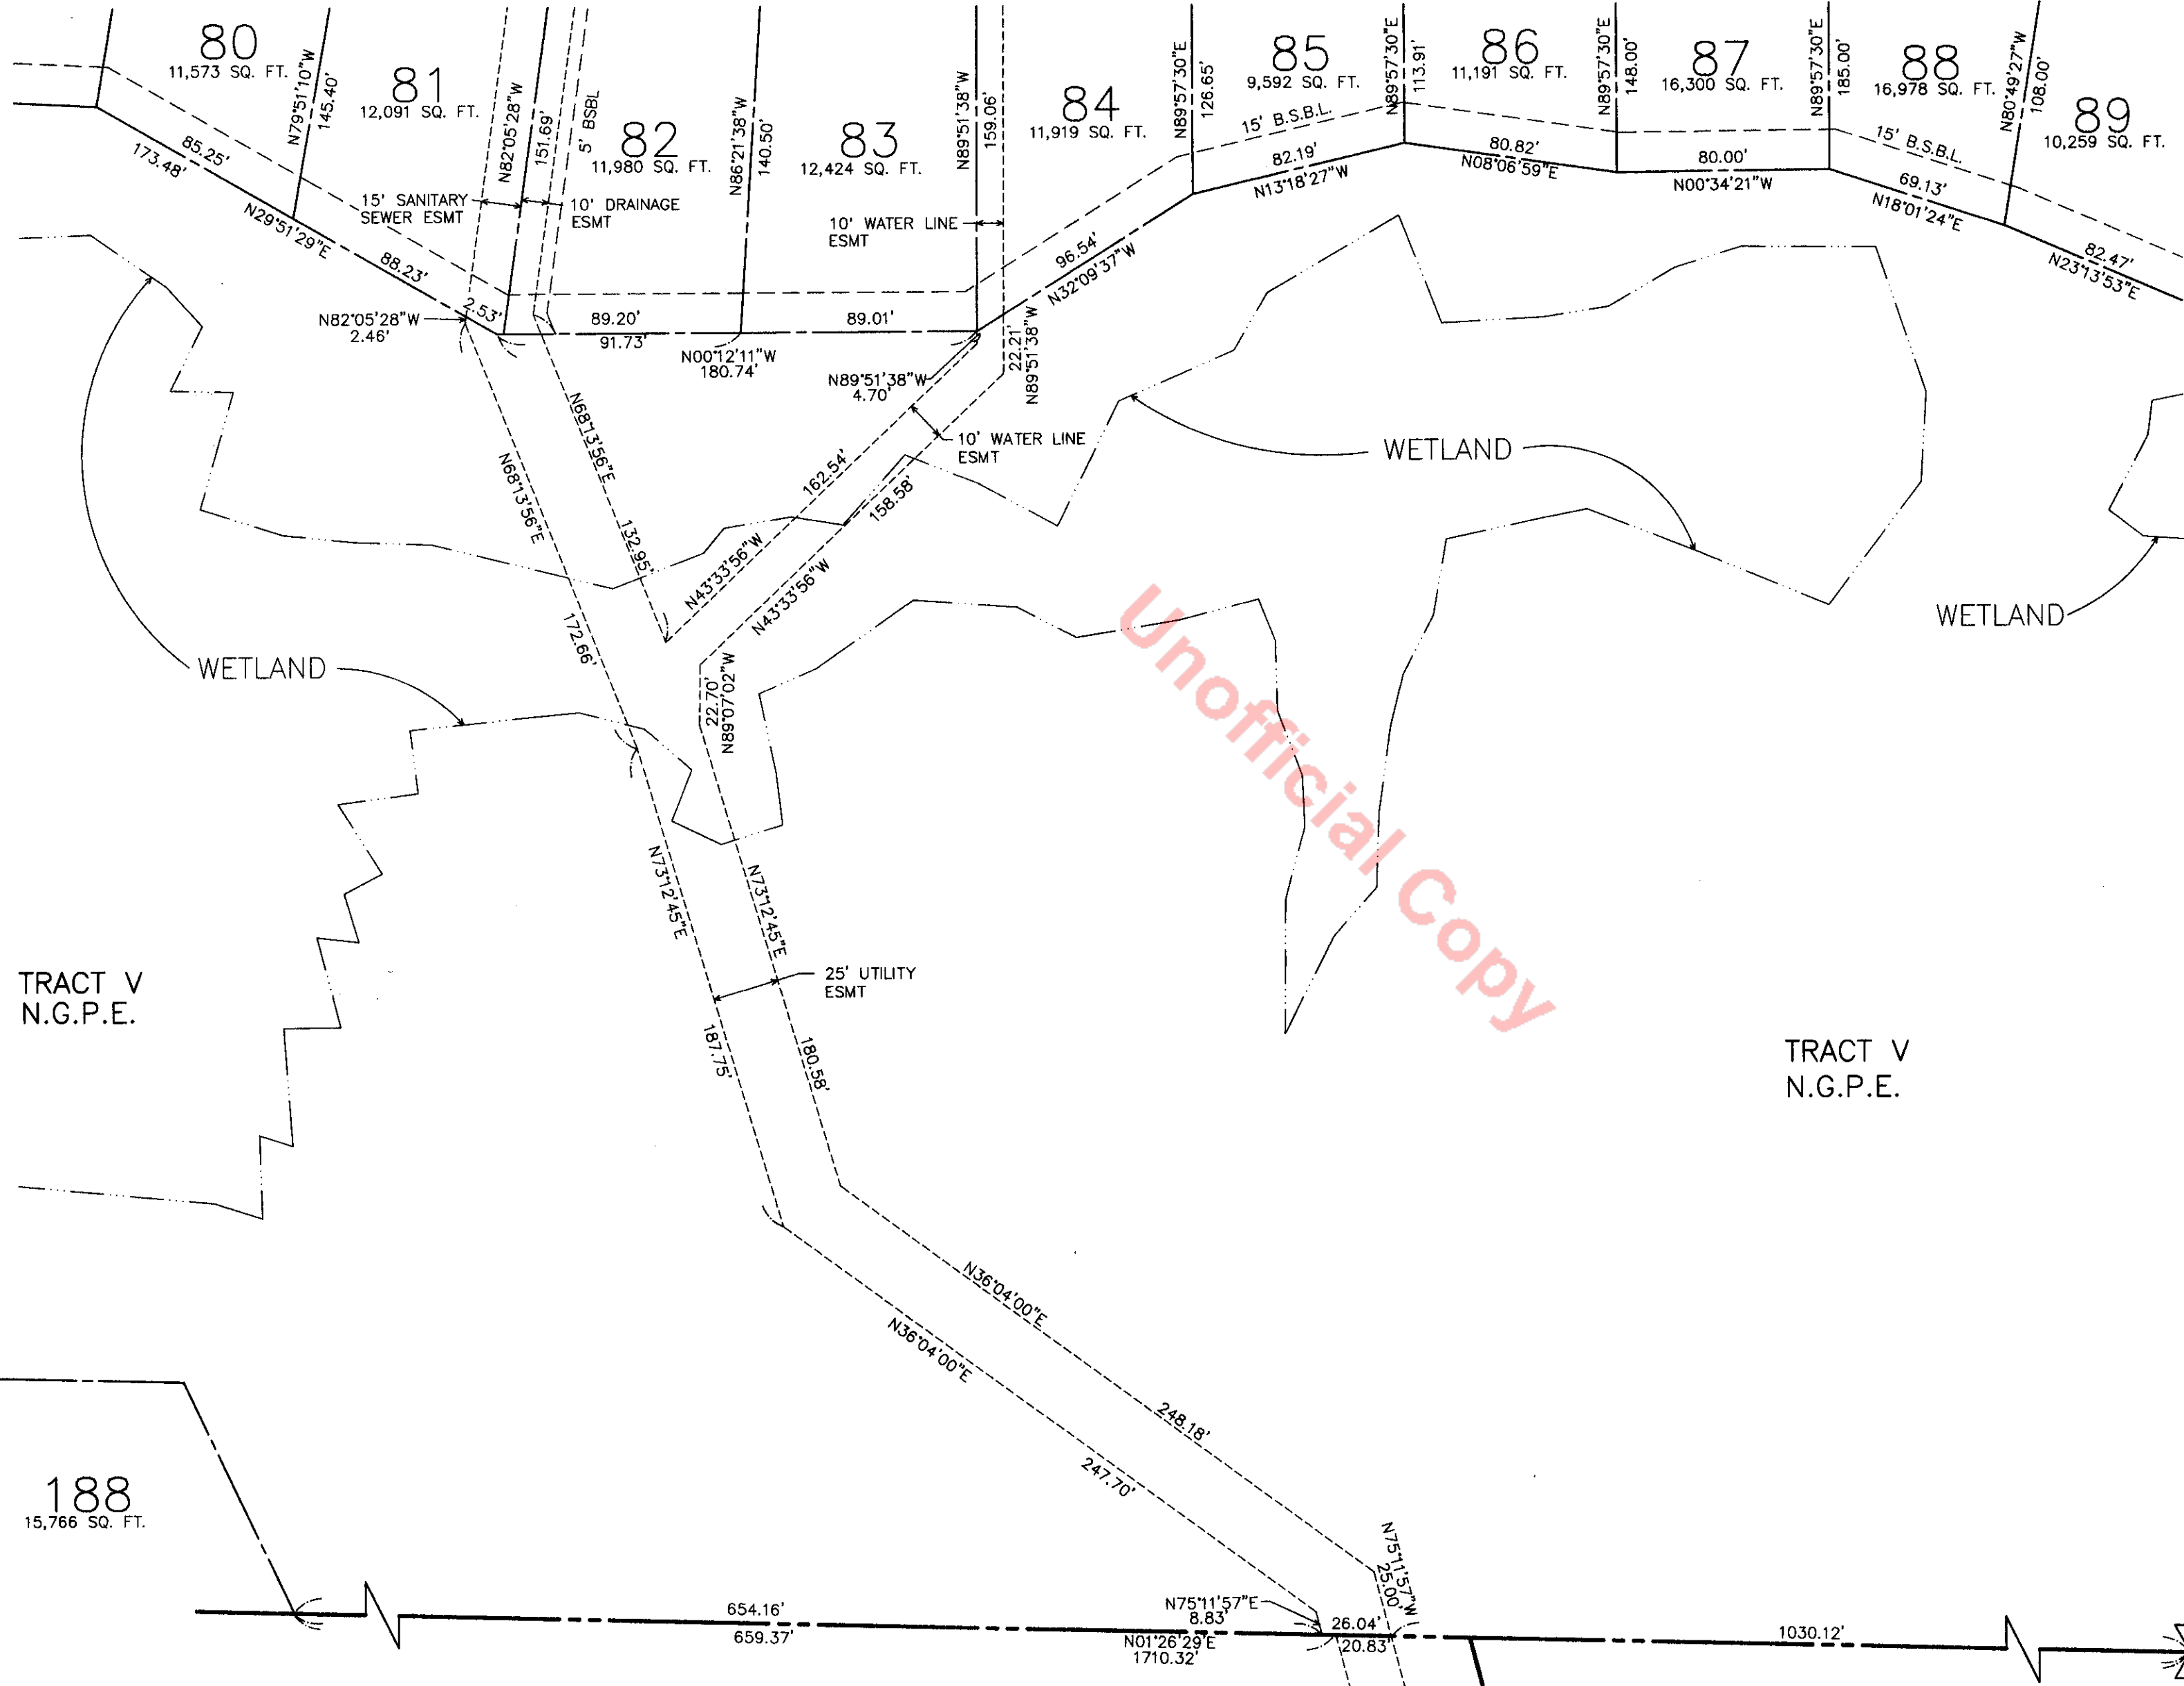 80
11,573 SQ. FT.
N79°51'10"W
145.40'
81
12,091 SQ. FT.
N82°05'28"W
151.69'
5' BSBL
82
11,980 SQ. FT.
N86°21'38"W
140.50'
83
12,424 SQ. FT.
N89°51'38"W
159.06'
84
11,919 SQ. FT.
N89°57'30"E
126.65'
85
9,592 SQ. FT.
15' B.S.B.L.
N89°57'30"E
113.91'
86
11,191 SQ. FT.
N89°57'30"E
148.00'
87
16,300 SQ. FT.
N89°57'30"E
185.00'
88
16,978 SQ. FT.
15' B.S.B.L.
N80°49'27"W
108.00'
89
10,259 SQ. FT.
85.25'
173.48'
N29°51'29"E
88.23'
2.53'
15' SANITARY
SEWER ESMT
10' DRAINAGE
ESMT
10' WATER LINE
ESMT
N82°05'28"W
2.46'
89.20'
91.73'
89.01'
N00°12'11"W
180.74'
N89°51'38"W
4.70'
96.54'
N32°09'37"W
22.21'
N89°51'38"W
82.19'
N13°18'27"W
80.82'
N08°06'59"E
80.00'
N00°34'21"W
69.13'
N18°01'24"E
82.47'
N23°13'53"E
N68°13'56"E
132.95'
N68°13'56"E
172.66'
162.54'
N43°33'56"W
10' WATER LINE
ESMT
158.58'
N43°33'56"W
WETLAND
WETLAND
WETLAND
22.70'
N89°07'02"W
N73°12'45"E
187.75'
N73°12'45"E
180.58'
25' UTILITY
ESMT
Unofficial Copy
TRACT V
N.G.P.E.
TRACT V
N.G.P.E.
N36°04'00"E
248.18'
N36°04'00"E
247.70'
188
15,766 SQ. FT.
N75°11'57"W
25.00'
N75°11'57"E
8.83'
654.16'
659.37'
N01°26'29"E
1710.32'
26.04'
20.83'
1030.12'